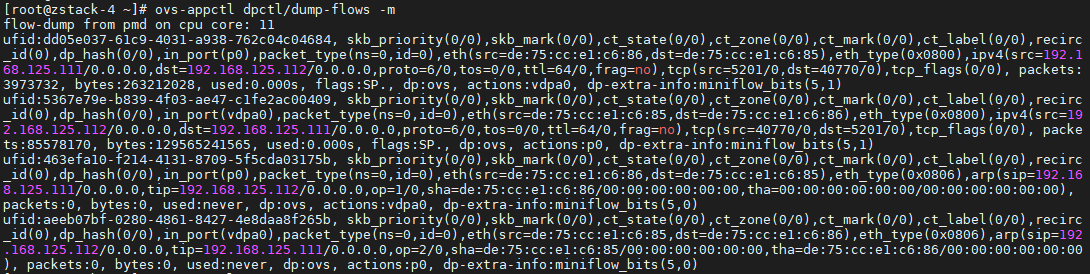 [root@zstack-4 ~]# ovs-appctl dpctl/dump-flows -m
flow-dump from pmd on cpu core: 11
ufid:dd05e037-61c9-4031-a938-762c04c04684, skb_priority(0/0),skb_mark(0/0),ct_state(0/0),ct_zone(0/0),ct_mark(0/0),ct_label(0/0),recirc
_id(0),dp_hash(0/0),in_port(p0),packet_type(ns=0,id=0),eth(src=de:75:cc:e1:c6:86,dst=de:75:cc:e1:c6:85),eth_type(0x0800),ipv4(src=192.1
68.125.111/0.0.0.0,dst=192.168.125.112/0.0.0.0,proto=6/0,tos=0/0,ttl=64/0,frag=no),tcp(src=5201/0,dst=40770/0),tcp_flags(0/0), packets:
3973732, bytes:263212028, used:0.000s, flags:SP., dp:ovs, actions:vdpa0, dp-extra-info:miniflow_bits(5,1)
ufid:5367e79e-b839-4f03-ae47-c1fe2ac00409, skb_priority(0/0),skb_mark(0/0),ct_state(0/0),ct_zone(0/0),ct_mark(0/0),ct_label(0/0),recirc
_id(0),dp_hash(0/0),in_port(vdpa0),packet_type(ns=0,id=0),eth(src=de:75:cc:e1:c6:85,dst=de:75:cc:e1:c6:86),eth_type(0x0800),ipv4(src=19
2.168.125.112/0.0.0.0,dst=192.168.125.111/0.0.0.0,proto=6/0,tos=0/0,ttl=64/0,frag=no),tcp(src=40770/0,dst=5201/0),tcp_flags(0/0), packe
ts:85578170, bytes:129565241565, used:0.000s, flags:SP., dp:ovs, actions:p0, dp-extra-info:miniflow_bits(5,1)
ufid:463efa10-f214-4131-8709-5f5cda03175b, skb_priority(0/0),skb_mark(0/0),ct_state(0/0),ct_zone(0/0),ct_mark(0/0),ct_label(0/0),recirc
_id(0),dp_hash(0/0),in_port(p0),packet_type(ns=0,id=0),eth(src=de:75:cc:e1:c6:86,dst=de:75:cc:e1:c6:85),eth_type(0x0806),arp(sip=192.16
8.125.111/0.0.0.0,tip=192.168.125.112/0.0.0.0,op=1/0,sha=de:75:cc:e1:c6:86/00:00:00:00:00:00,tha=00:00:00:00:00:00/00:00:00:00:00:00),
packets:0, bytes:0, used:never, dp:ovs, actions:vdpa0, dp-extra-info:miniflow_bits(5,0)
ufid:aeeb07bf-0280-4861-8427-4e8daa8f265b, skb_priority(0/0),skb_mark(0/0),ct_state(0/0),ct_zone(0/0),ct_mark(0/0),ct_label(0/0),recirc
_id(0),dp_hash(0/0),in_port(vdpa0),packet_type(ns=0,id=0),eth(src=de:75:cc:e1:c6:85,dst=de:75:cc:e1:c6:86),eth_type(0x0806),arp(sip=192
.168.125.112/0.0.0.0,tip=192.168.125.111/0.0.0.0,op=2/0,sha=de:75:cc:e1:c6:85/00:00:00:00:00:00,tha=de:75:cc:e1:c6:86/00:00:00:00:00:00
), packets:0, bytes:0, used:never, dp:ovs, actions:p0, dp-extra-info:miniflow_bits(5,0)